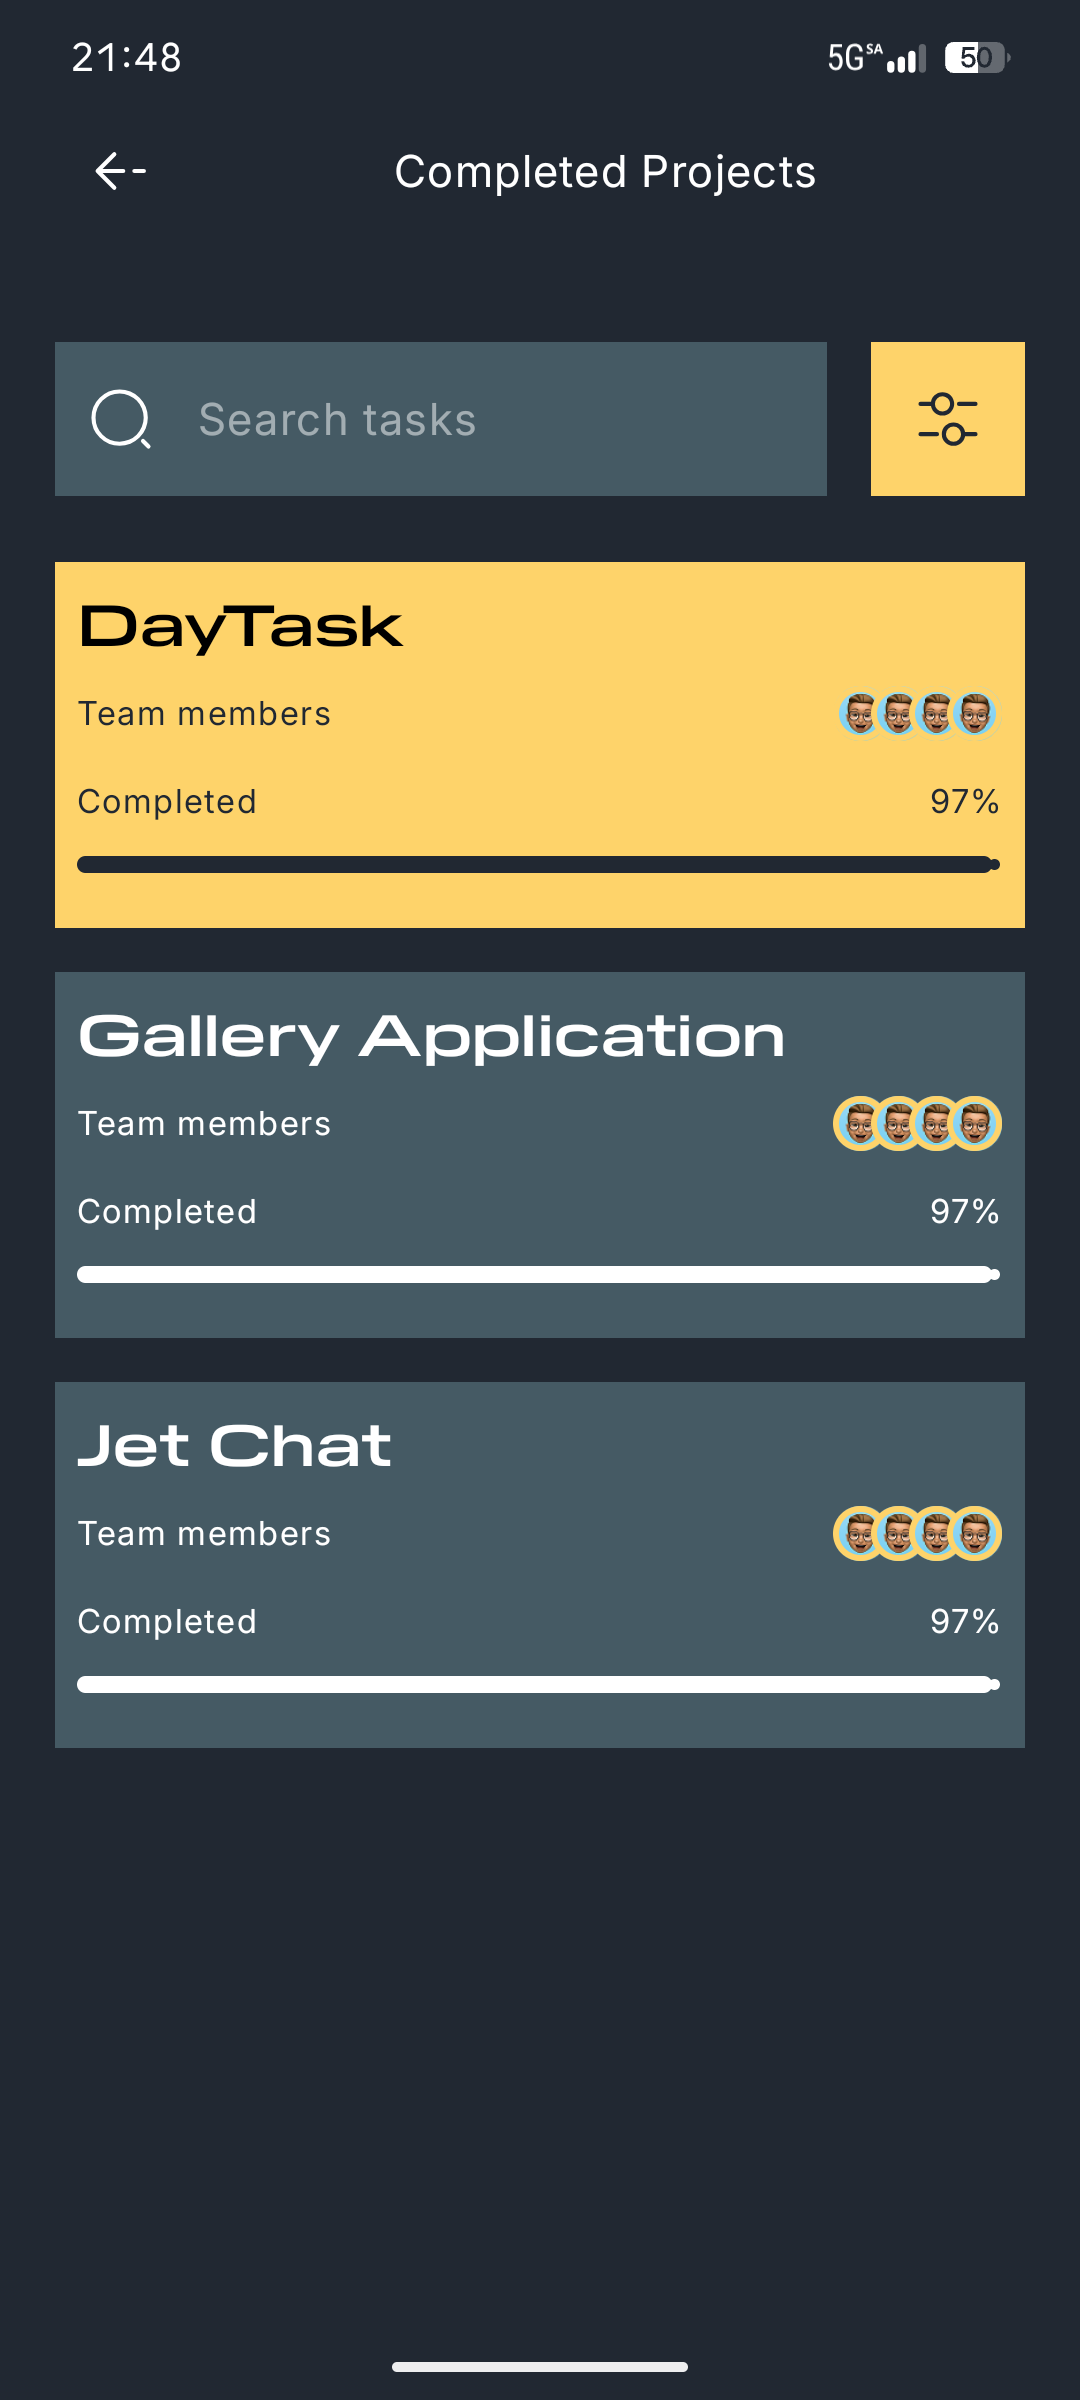 21:48
5G SA 50
Completed Projects
Search tasks
DayTask
Team members
Completed 97%
Gallery Application
Team members
Completed 97%
Jet Chat
Team members
Completed 97%